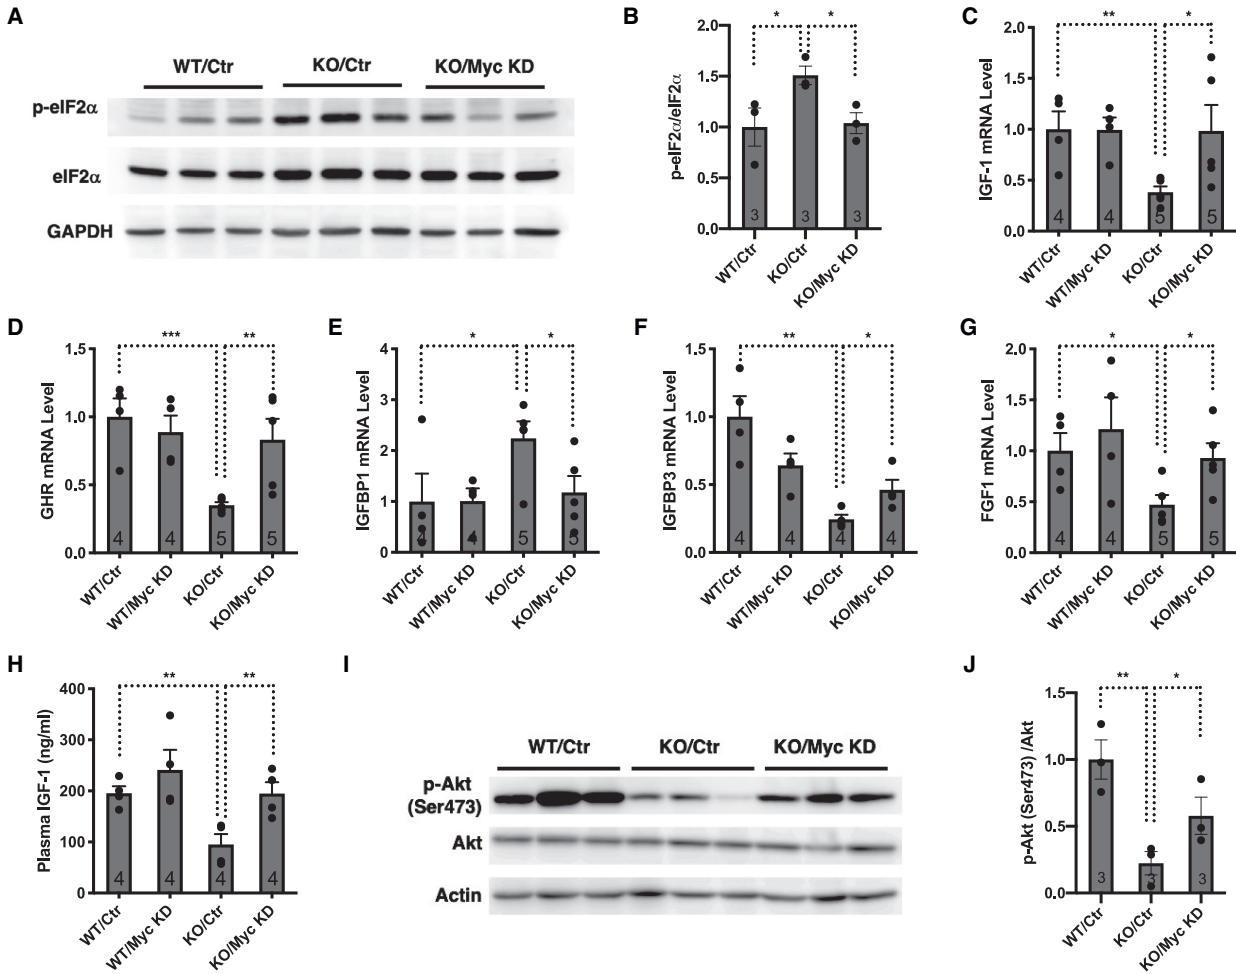 A
WT/Ctr
KO/Ctr
KO/Myc KD
p-eIF2α
eIF2α
GAPDH
B
p-eIF2α/eIF2α
2.0
1.5
1.0
0.5
0.0
* *
3 3 3
WT/Ctr
KO/Ctr
KO/Myc KD
C
IGF-1 mRNA Level
2.0
1.5
1.0
0.5
0.0
** *
4 4 5 5
WT/Ctr
WT/Myc KD
KO/Ctr
KO/Myc KD
D
GHR mRNA Level
1.5
1.0
0.5
0.0
*** **
4 4 5 5
WT/Ctr
WT/Myc KD
KO/Ctr
KO/Myc KD
E
IGFBP1 mRNA Level
4
3
2
1
0
* *
4 4 5 5
WT/Ctr
WT/Myc KD
KO/Ctr
KO/Myc KD
F
IGFBP3 mRNA Level
1.5
1.0
0.5
0.0
** *
4 4 4 4
WT/Ctr
WT/Myc KD
KO/Ctr
KO/Myc KD
G
FGF1 mRNA Level
2.0
1.5
1.0
0.5
0.0
* *
4 4 5 5
WT/Ctr
WT/Myc KD
KO/Ctr
KO/Myc KD
H
Plasma IGF-1 (ng/ml)
400
300
200
100
0
** **
4 4 4 4
WT/Ctr
WT/Myc KD
KO/Ctr
KO/Myc KD
I
WT/Ctr
KO/Ctr
KO/Myc KD
p-Akt
(Ser473)
Akt
Actin
J
p-Akt (Ser473) /Akt
1.5
1.0
0.5
0.0
** *
3 3 3
WT/Ctr
KO/Ctr
KO/Myc KD